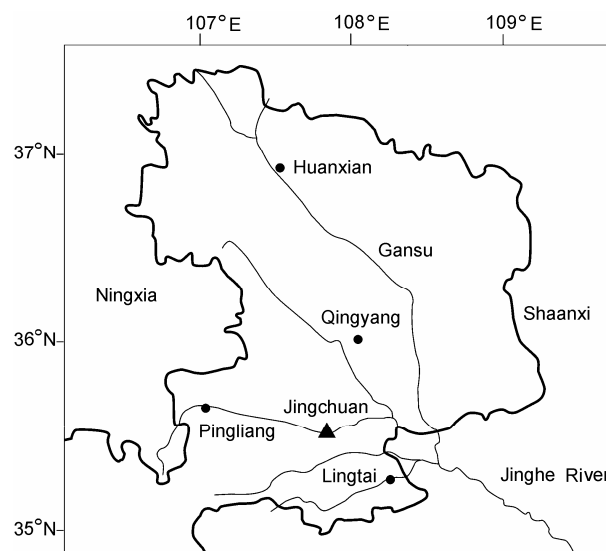 107°E 108°E 109°E
37°N
Huanxian
Gansu
Ningxia
Shaanxi
Qingyang
36°N
Jingchuan
Pingliang
Lingtai
Jinghe River
35°N